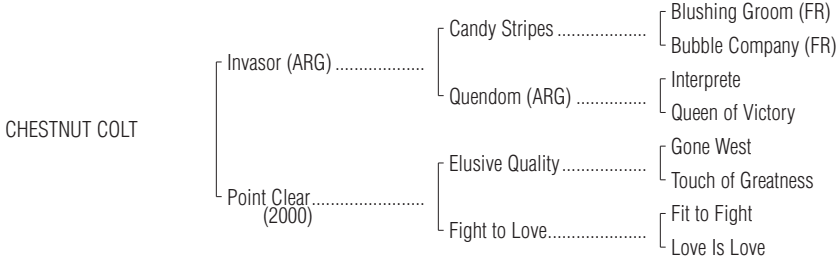 Blushing Groom (FR)
Candy Stripes ...................
Bubble Company (FR)
Invasor (ARG) ...................
Interprete
Quendom (ARG) ...............
Queen of Victory
CHESTNUT COLT
Gone West
Elusive Quality..................
Touch of Greatness
Point Clear........................
(2000)
Fit to Fight
Fight to Love.....................
Love Is Love